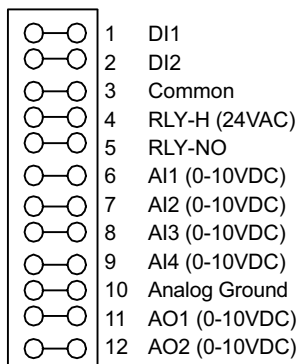 1 DI1
2 DI2
3 Common
4 RLY-H (24VAC)
5 RLY-NO
6 AI1 (0-10VDC)
7 AI2 (0-10VDC)
8 AI3 (0-10VDC)
9 AI4 (0-10VDC)
10 Analog Ground
11 AO1 (0-10VDC)
12 AO2 (0-10VDC)